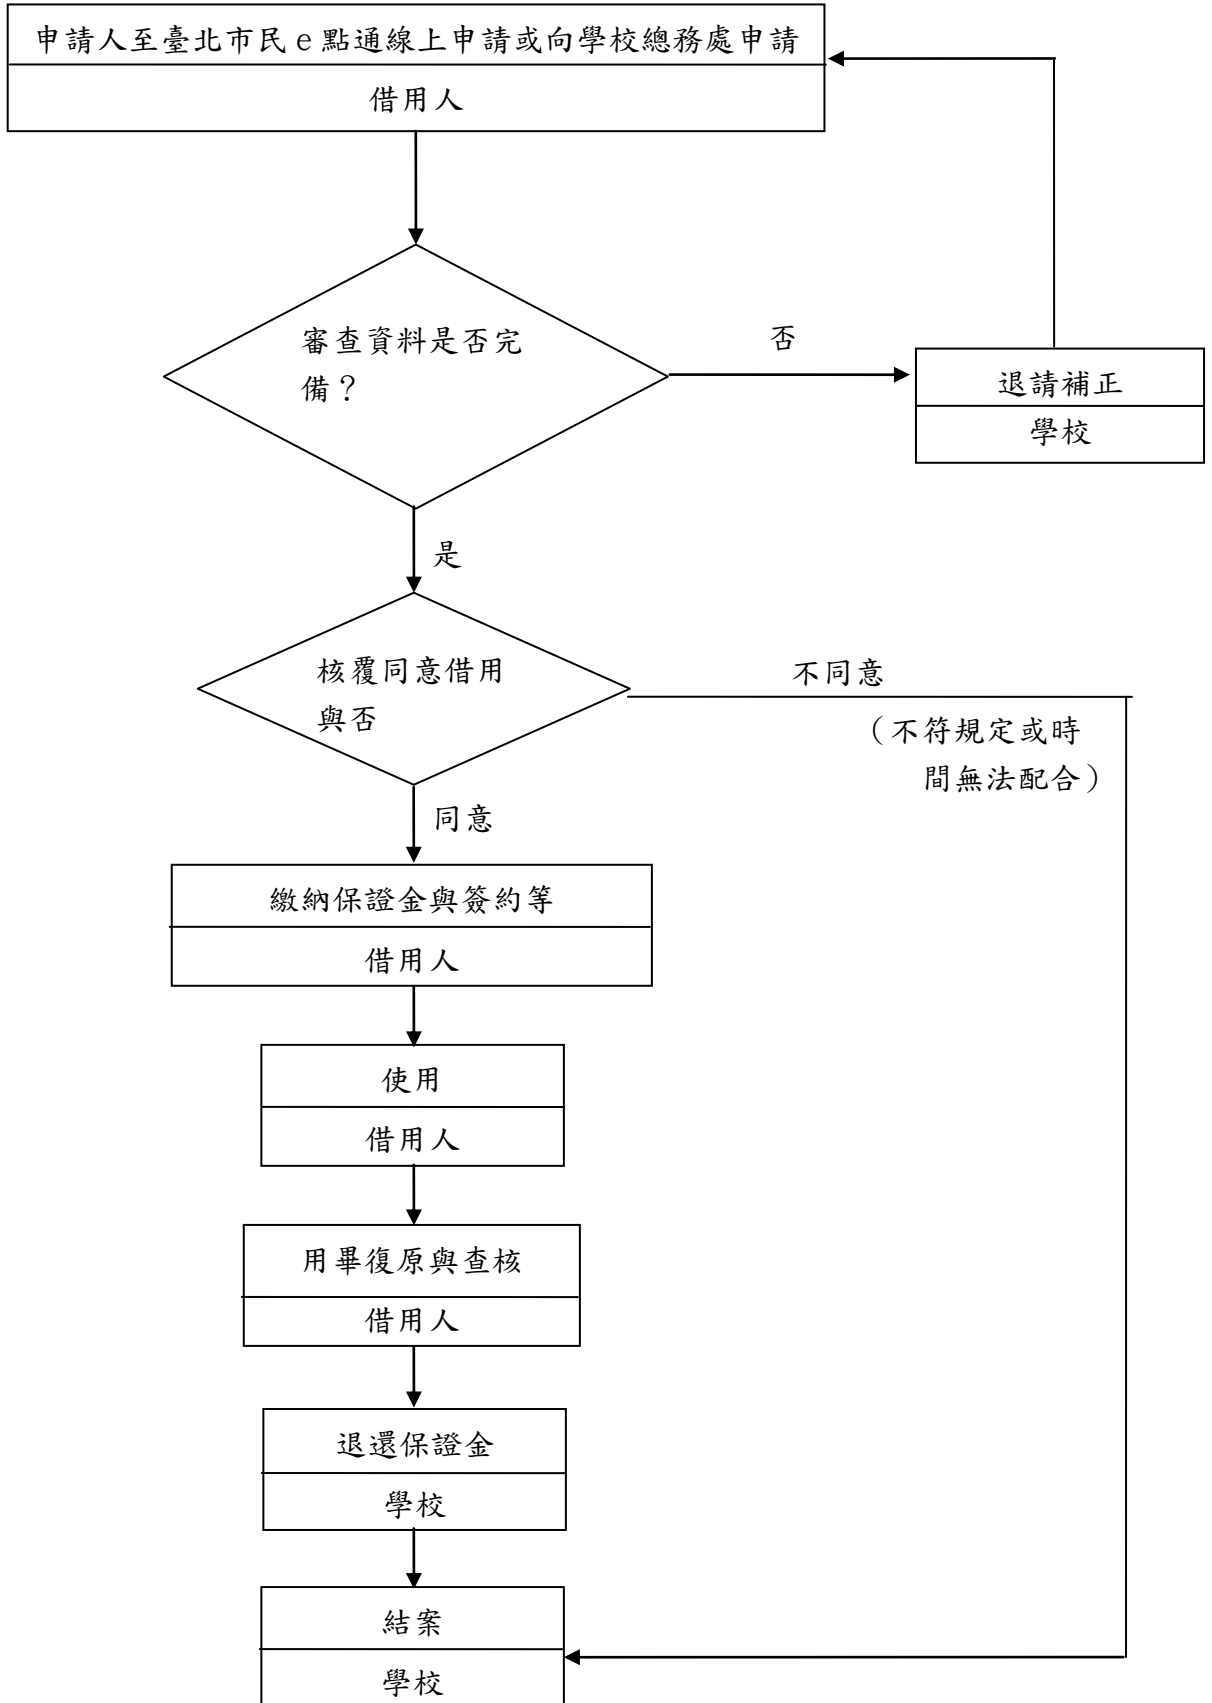 申請人至臺北市民e點通線上申請或向學校總務處申請
借用人
審查資料是否完
備？
否
退請補正
學校
是
核覆同意借用
與否
不同意
（不符規定或時
間無法配合）
同意
繳納保證金與簽約等
借用人
使用
借用人
用畢復原與查核
借用人
退還保證金
學校
結案
學校